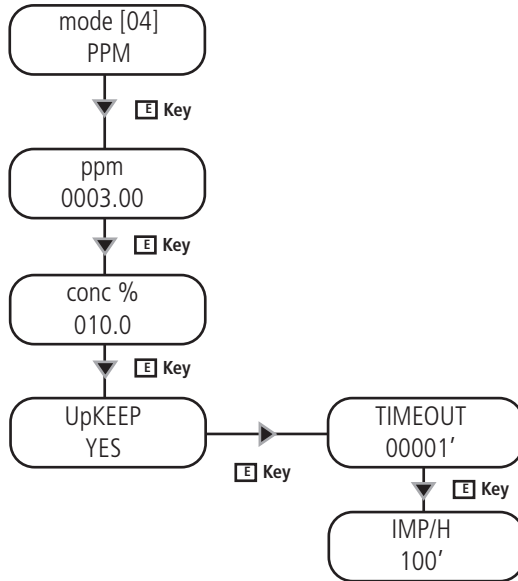 mode [04]
PPM
E Key
ppm
0003.00
E Key
conc %
010.0
E Key
UpKEEP
YES
E Key
TIMEOUT
00001’
E Key
IMP/H
100’